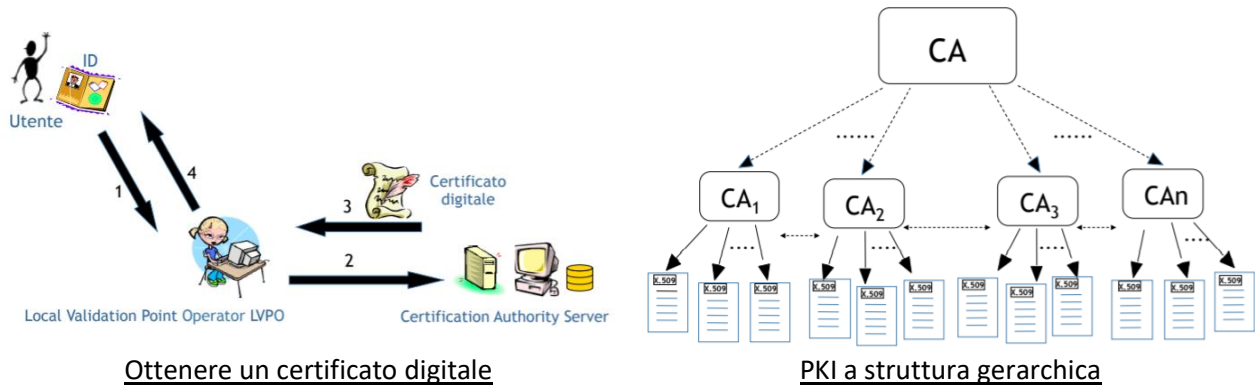 ID
Utente
1
4
3
Certificato
digitale
2
Local Validation Point Operator LVPO
Certification Authority Server
Ottenere un certificato digitale
CA
......
......
CA₁
CA₂
CA₃
CAn
.....
.....
.....
.....
X.509
X.509
X.509
X.509
X.509
X.509
X.509
X.509
X.509
X.509
X.509
X.509
PKI a struttura gerarchica